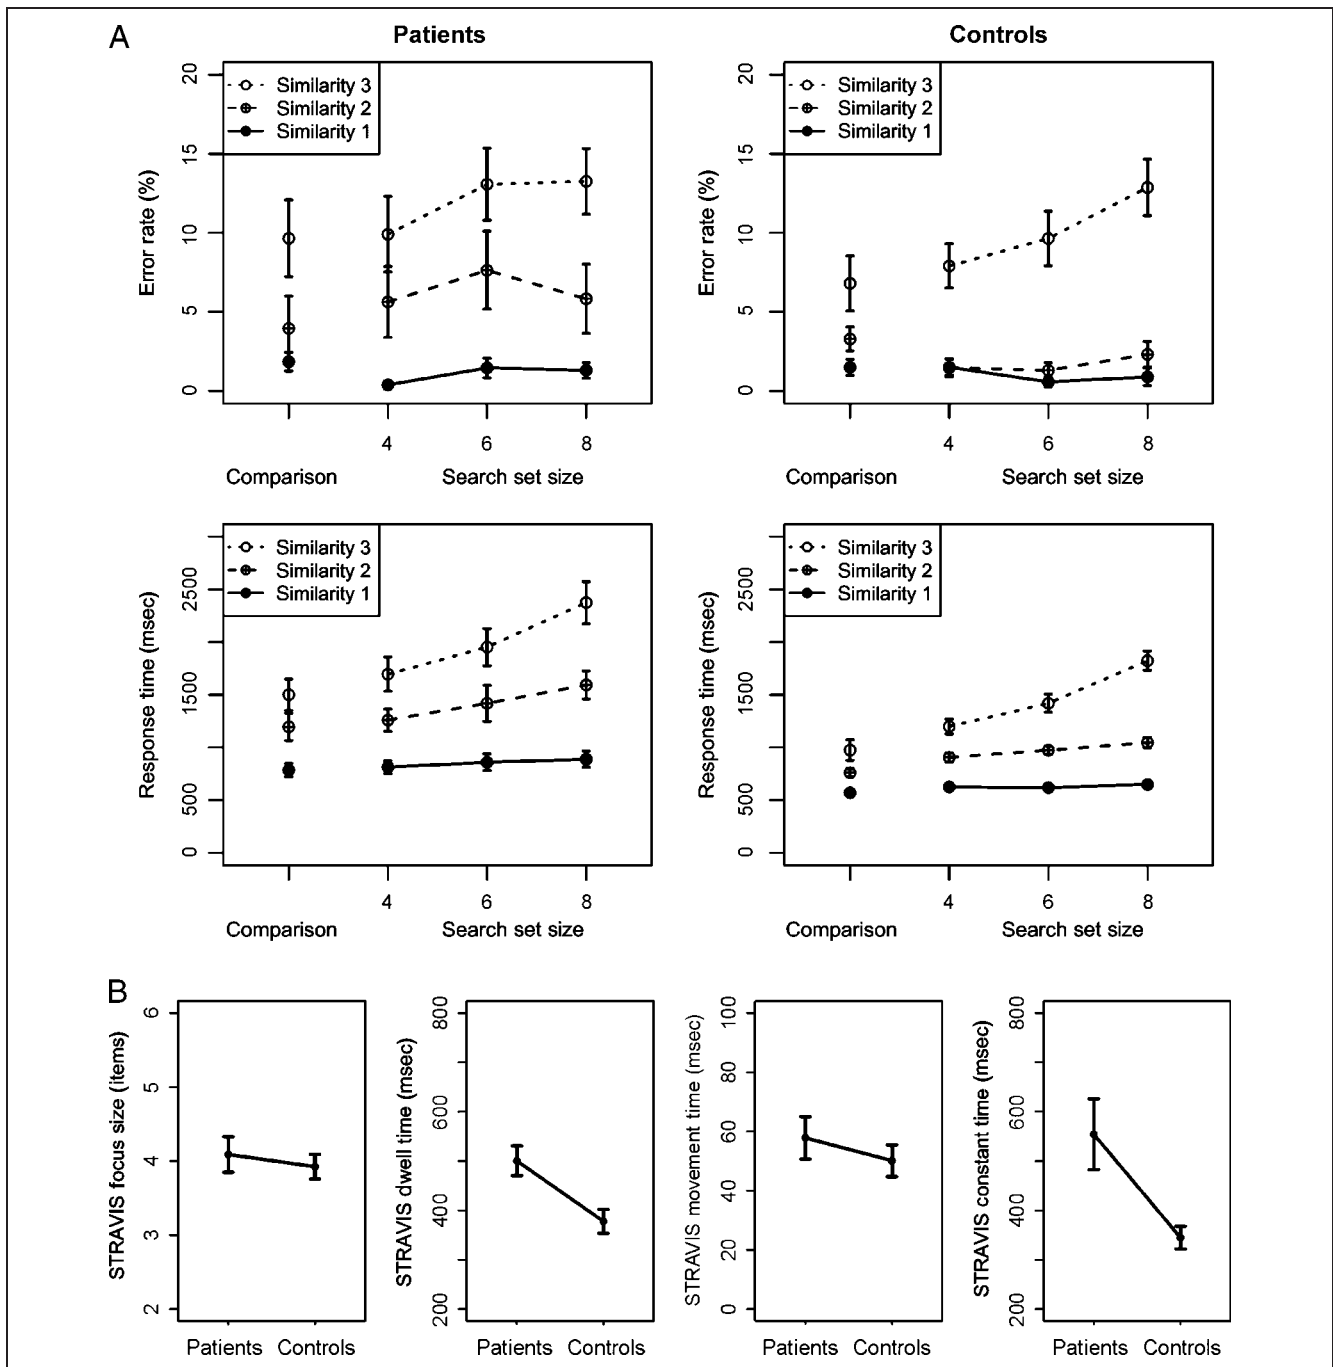 A
Patients
Controls
Error rate (%)
20
15
10
5
0
Similarity 3
Similarity 2
Similarity 1
4
6
8
Comparison
Search set size
Error rate (%)
20
15
10
5
0
Similarity 3
Similarity 2
Similarity 1
4
6
8
Comparison
Search set size
Response time (msec)
2500
1500
500
0
Similarity 3
Similarity 2
Similarity 1
4
6
8
Comparison
Search set size
Response time (msec)
2500
1500
500
0
Similarity 3
Similarity 2
Similarity 1
4
6
8
Comparison
Search set size
B
STRAVIS focus size (items)
6
5
4
3
2
Patients
Controls
STRAVIS dwell time (msec)
800
600
400
200
Patients
Controls
STRAVIS movement time (msec)
100
80
60
40
20
0
Patients
Controls
STRAVIS constant time (msec)
800
600
400
200
Patients
Controls